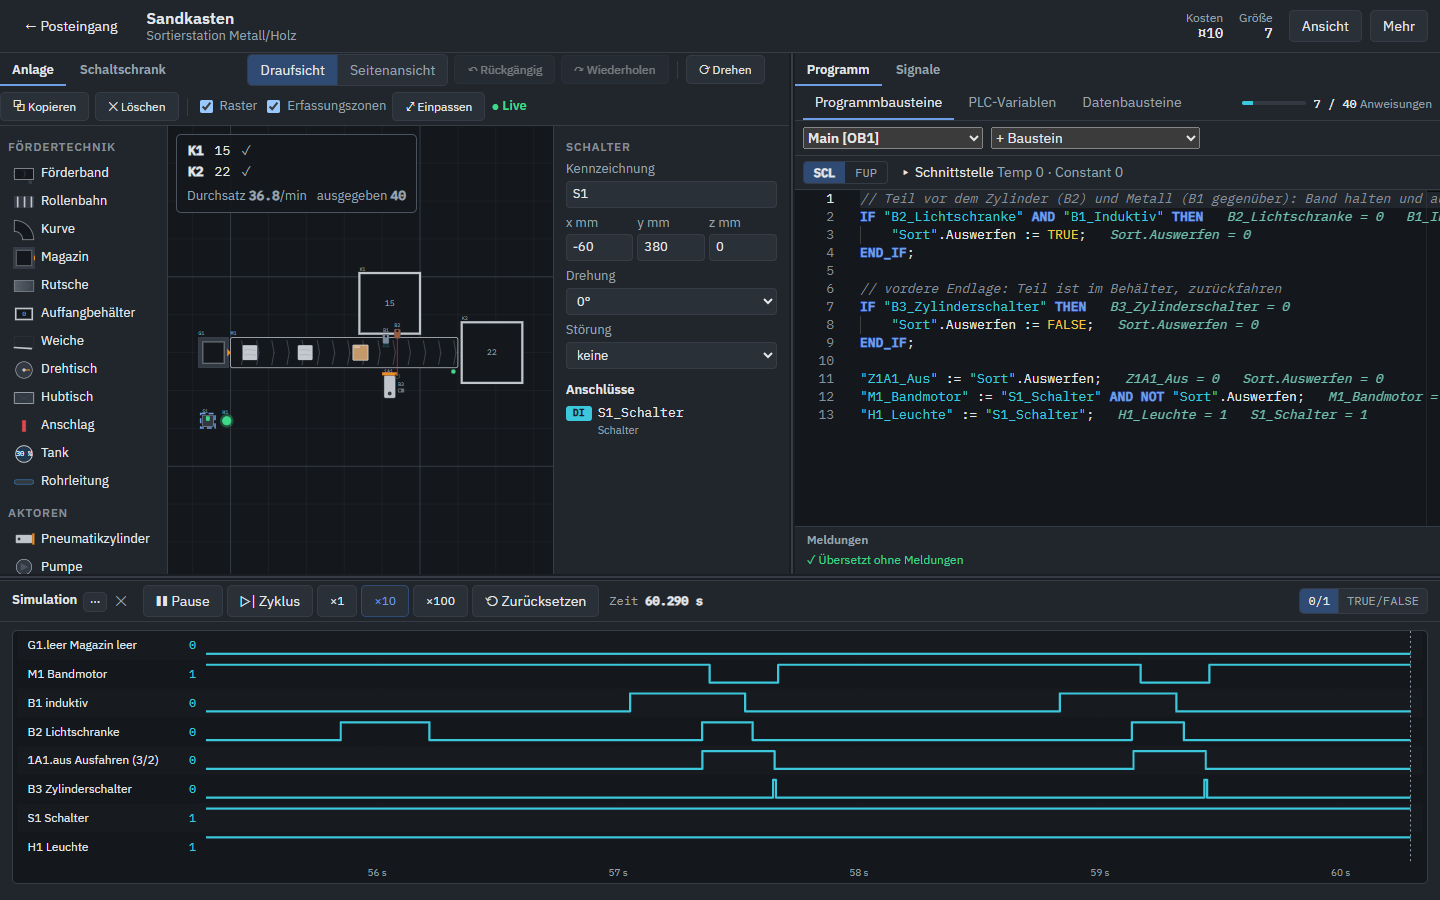 ← Posteingang
Sandkasten
Sortierstation Metall/Holz
Kosten
¤10
Größe
7
Ansicht
Mehr
Anlage
Schaltschrank
Draufsicht
Seitenansicht
Rückgängig
Wiederholen
Drehen
Kopieren
Löschen
Raster
Erfassungszonen
Einpassen
● Live
FÖRDERTECHNIK
Förderband
Rollenbahn
Kurve
Magazin
Rutsche
Auffangbehälter
Weiche
Drehtisch
Hubtisch
Anschlag
Tank
Rohrleitung
AKTOREN
Pneumatikzylinder
Pumpe
K1 15 ✓
K2 22 ✓
Durchsatz 36.8/min ausgegeben 40
15
22
SCHALTER
Kennzeichnung
S1
x mm y mm z mm
-60 380 0
Drehung
0°
Störung
keine
Anschlüsse
DI S1_Schalter
Schalter
Programm
Signale
Programmbausteine
PLC-Variablen
Datenbausteine
7 / 40 Anweisungen
Main [OB1]
+ Baustein
SCL
FUP
▸ Schnittstelle Temp 0 · Constant 0
1 // Teil vor dem Zylinder (B2) und Metall (B1 gegenüber): Band halten und a
2 IF "B2_Lichtschranke" AND "B1_Induktiv" THEN B2_Lichtschranke = 0 B1_I
3 "Sort".Auswerfen := TRUE; Sort.Auswerfen = 0
4 END_IF;
5
6 // vordere Endlage: Teil ist im Behälter, zurückfahren
7 IF "B3_Zylinderschalter" THEN B3_Zylinderschalter = 0
8 "Sort".Auswerfen := FALSE; Sort.Auswerfen = 0
9 END_IF;
10
11 "Z1A1_Aus" := "Sort".Auswerfen; Z1A1_Aus = 0 Sort.Auswerfen = 0
12 "M1_Bandmotor" := "S1_Schalter" AND NOT "Sort".Auswerfen; M1_Bandmotor =
13 "H1_Leuchte" := "S1_Schalter"; H1_Leuchte = 1 S1_Schalter = 1
Meldungen
✓ Übersetzt ohne Meldungen
Simulation
...
Pause
Zyklus
×1
×10
×100
Zurücksetzen
Zeit 60.290 s
0/1
TRUE/FALSE
G1.leer Magazin leer 0
M1 Bandmotor 1
B1 induktiv 0
B2 Lichtschranke 0
1A1.aus Ausfahren (3/2) 0
B3 Zylinderschalter 0
S1 Schalter 1
H1 Leuchte 1
56 s 57 s 58 s 59 s 60 s